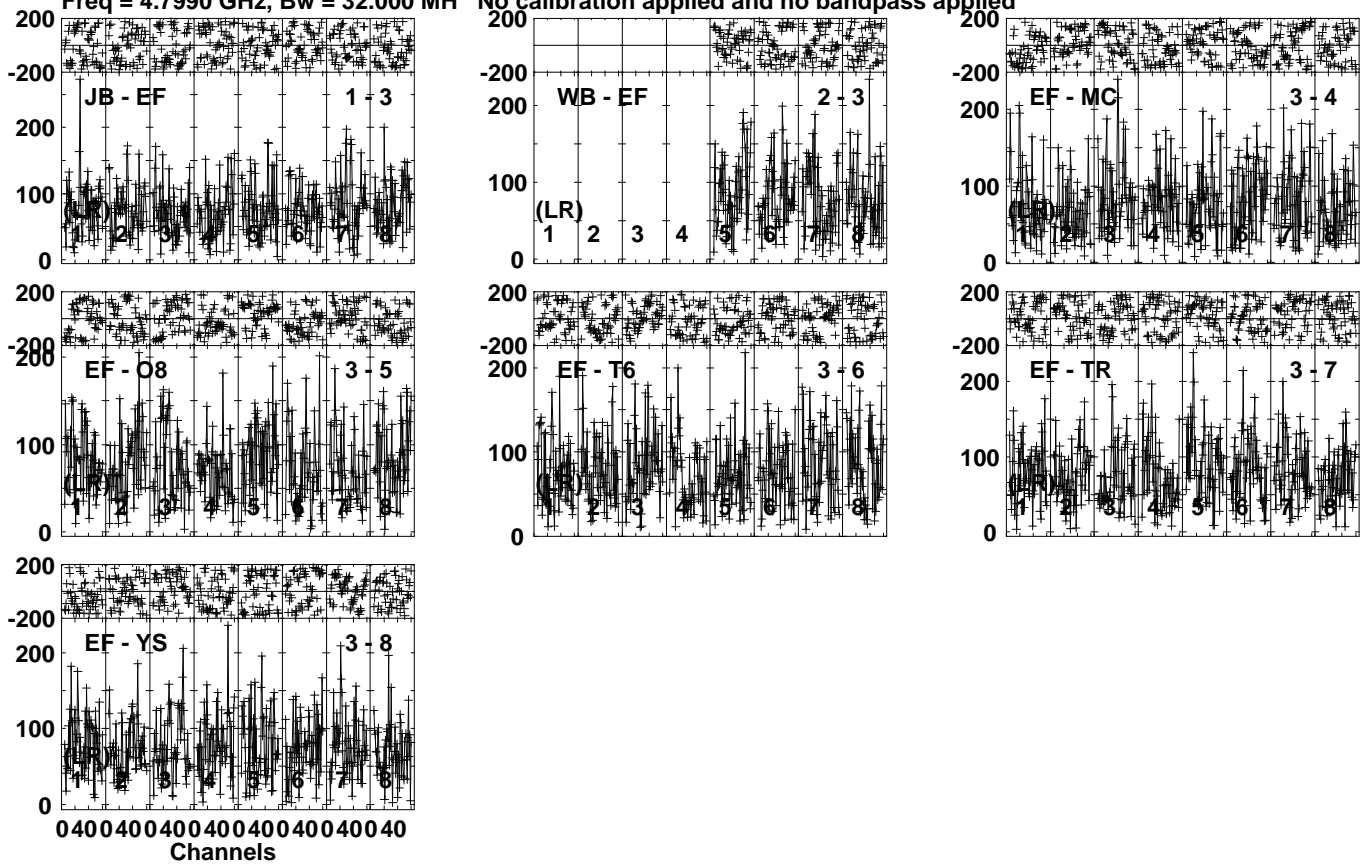 Freq = 4.7990 GHz, Bw = 32.000 MH No calibration applied and no bandpass applied
200
-200
JB - EF 1 - 3
200
100
0
(LR)
1 2 3 4 5 6 7 8
200
-200
WB - EF 2 - 3
200
100
0
(LR)
1 2 3 4 5 6 7 8
200
-200
EF - MC 3 - 4
200
100
0
(LR)
1 2 3 4 5 6 7 8
200
-200
EF - O8 3 - 5
200
100
0
(LR)
1 2 3 4 5 6 7 8
200
-200
EF - T6 3 - 6
200
100
0
(LR)
1 2 3 4 5 6 7 8
200
-200
EF - TR 3 - 7
200
100
0
(LR)
1 2 3 4 5 6 7 8
200
-200
EF - YS 3 - 8
200
100
0
(LR)
1 2 3 4 5 6 7 8
0 40 0 40 0 40 0 40 0 40 0 40 0 40 0 40
Channels